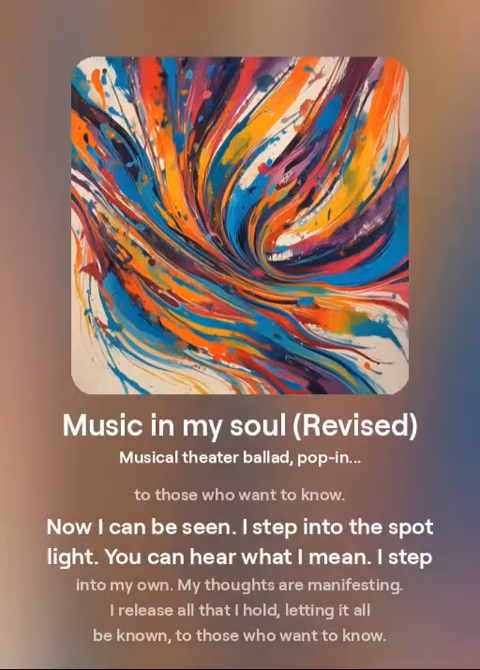 Music in my soul (Revised)
Musical theater ballad, pop-in...
to those who want to know.
Now I can be seen. I step into the spot
light. You can hear what I mean. I step
into my own. My thoughts are manifesting.
I release all that I hold, letting it all
be known, to those who want to know.